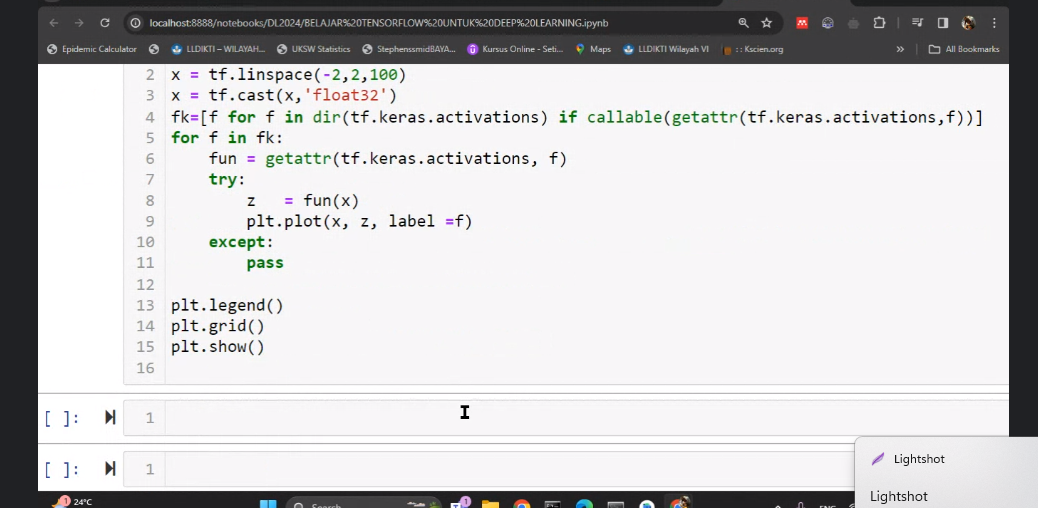 localhost:8888/notebooks/DL2024/BELAJAR%20TENSORFLOW%20UNTUK%20DEEP%20LEARNING.ipynb
Epidemic Calculator LLDIKTI – WILAYAH... UKSW Statistics StephenssmidBAYA... Kursus Online - Seti... Maps LLDIKTI Wilayah VI : : Kscien.org » All Bookmarks
2 x = tf.linspace(-2,2,100)
3 x = tf.cast(x,'float32')
4 fk=[f for f in dir(tf.keras.activations) if callable(getattr(tf.keras.activations,f))]
5 for f in fk:
6 fun = getattr(tf.keras.activations, f)
7 try:
8 z = fun(x)
9 plt.plot(x, z, label =f)
10 except:
11 pass
12
13 plt.legend()
14 plt.grid()
15 plt.show()
16
[ ]: 1
[ ]: 1
Lightshot
Lightshot
1 24°C Search 1